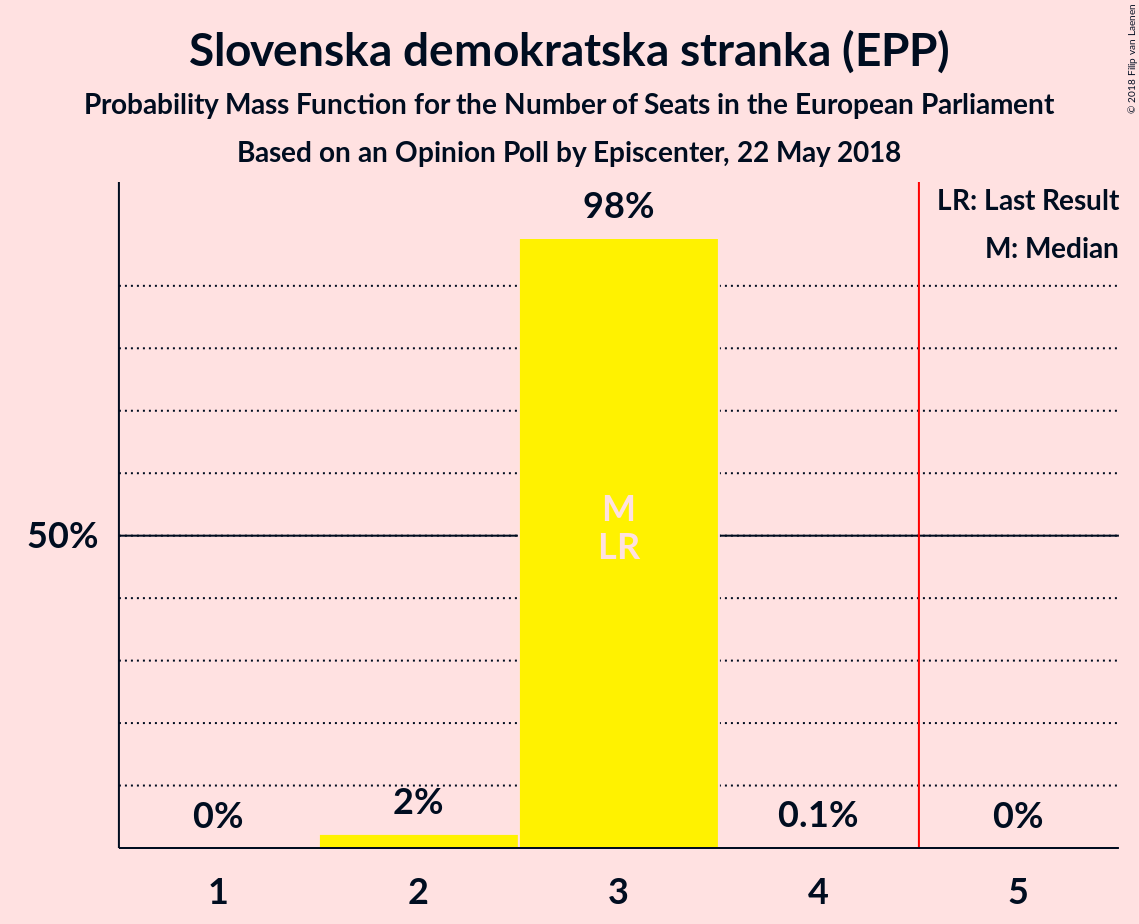 Slovenska demokratska stranka (EPP)
Probability Mass Function for the Number of Seats in the European Parliament
Based on an Opinion Poll by Episcenter, 22 May 2018
© 2018 Filip van Laenen
LR: Last Result
M: Median
98%
M
LR
50%
0%
2%
0.1%
0%
1
2
3
4
5